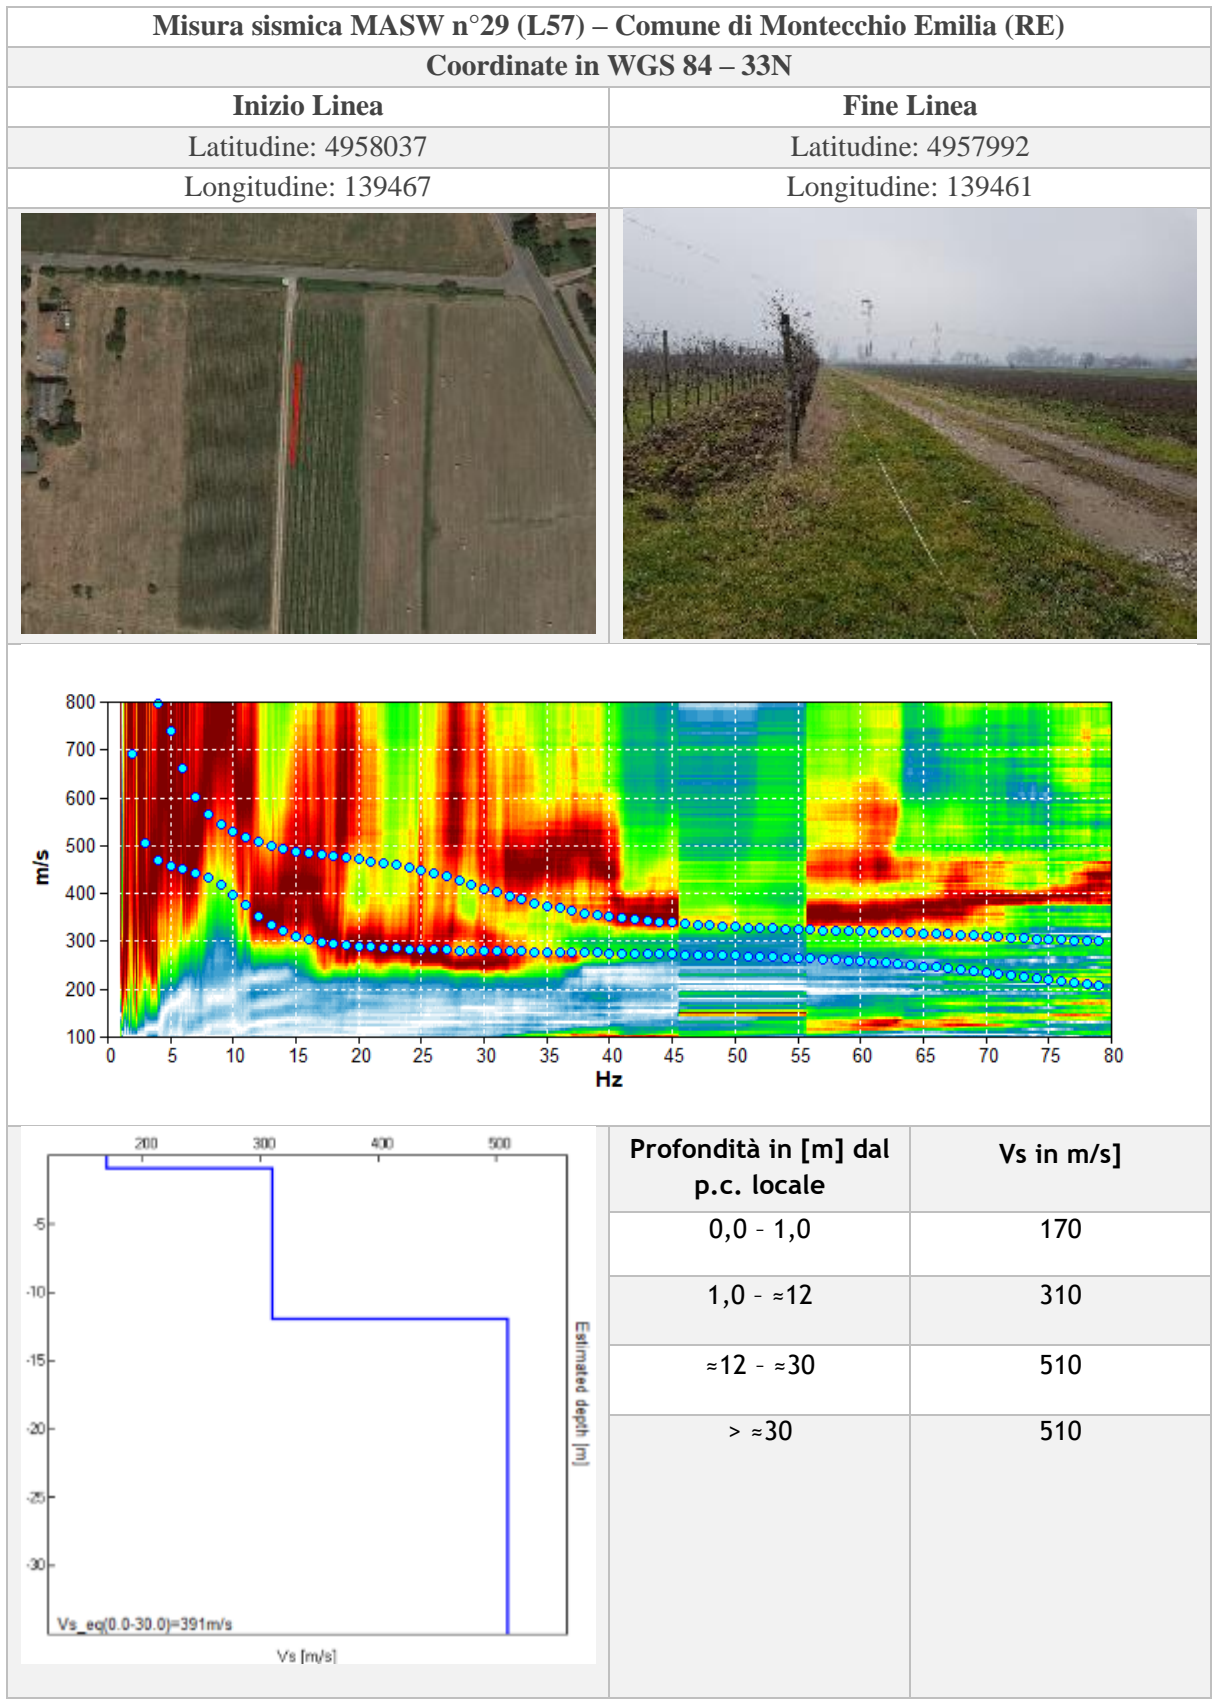 Misura sismica MASW n°29 (L57) – Comune di Montecchio Emilia (RE)
Coordinate in WGS 84 – 33N
Inizio Linea
Fine Linea
Latitudine: 4958037
Latitudine: 4957992
Longitudine: 139467
Longitudine: 139461
800
700
600
500
400
300
200
100
m/s
0 5 10 15 20 25 30 35 40 45 50 55 60 65 70 75 80
Hz
200 300 400 500
-5
-10
-15
-20
-25
-30
Estimated depth [m]
Vs_eq(0.0-30.0)=391m/s
Vs [m/s]
Profondità in [m] dal
p.c. locale
Vs in m/s]
0,0 – 1,0
170
1,0 – ≈12
310
≈12 – ≈30
510
> ≈30
510